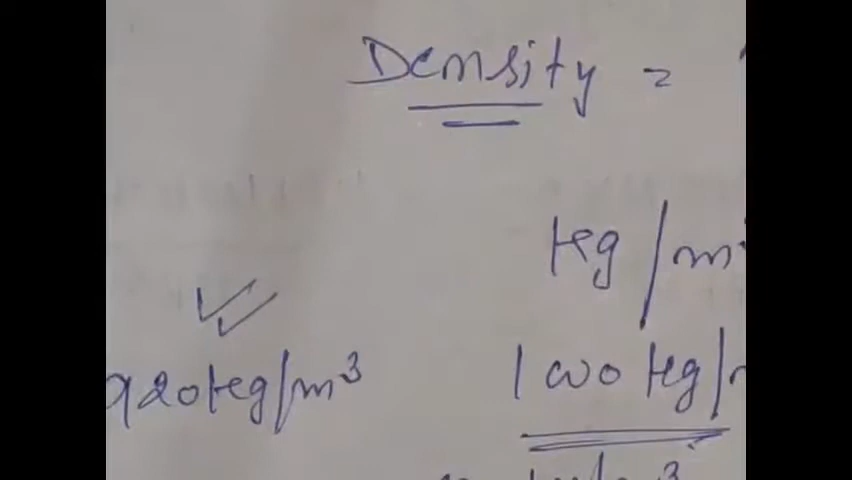 Density =
kg/m
920kg/m³
1000 kg/